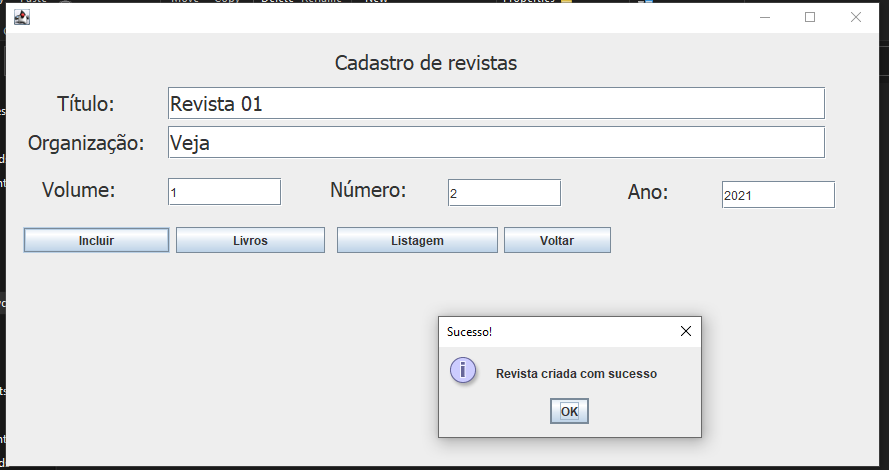 Cadastro de revistas
Título: Revista 01
Organização: Veja
Volume: 1 Número: 2 Ano: 2021
Incluir Livros Listagem Voltar
Sucesso!
Revista criada com sucesso
OK